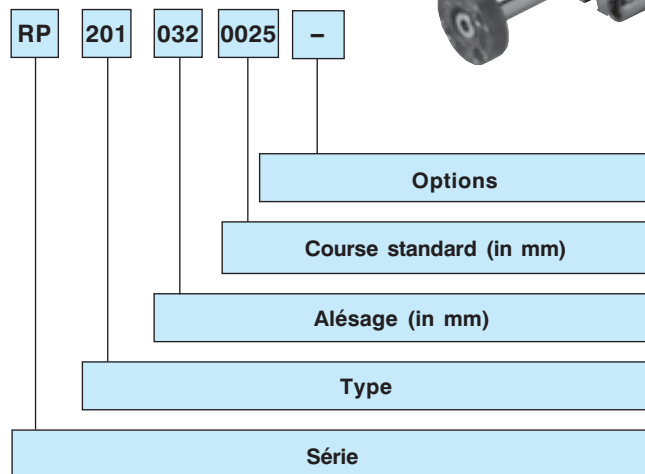 RP 201 032 0025 –
Options
Course standard (in mm)
Alésage (in mm)
Type
Série